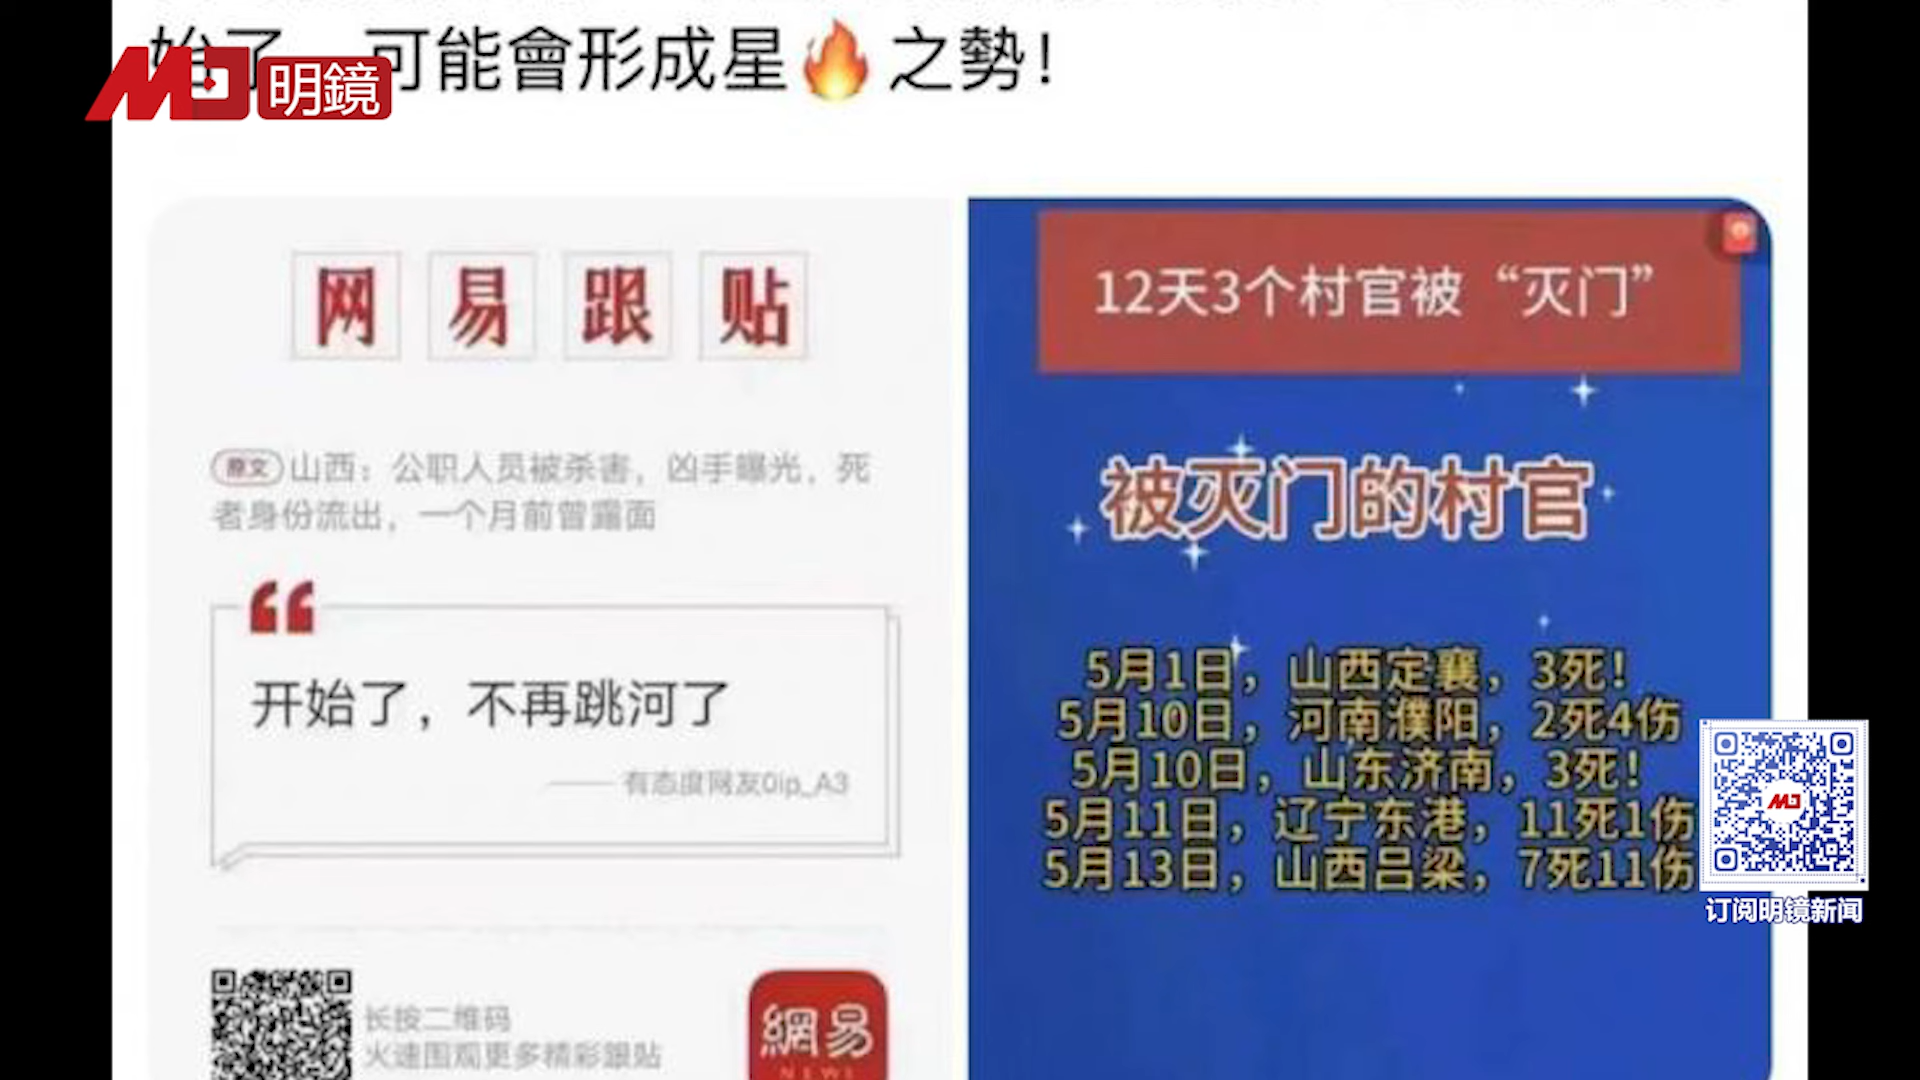 始了，可能會形成星🔥之勢！
明鏡
网易跟贴
12天3个村官被“灭门”
原文 山西：公职人员被杀害，凶手曝光，死
者身份流出，一个月前曾露面
被灭门的村官
开始了，不再跳河了
—— 有态度网友0ip_A3
5月1日，山西定襄，3死！
5月10日，河南濮阳，2死4伤
5月10日，山东济南，3死！
5月11日，辽宁东港，11死1伤
5月13日，山西吕梁，7死11伤
订阅明镜新闻
长按二维码
火速围观更多精彩跟贴
網易
NEWS